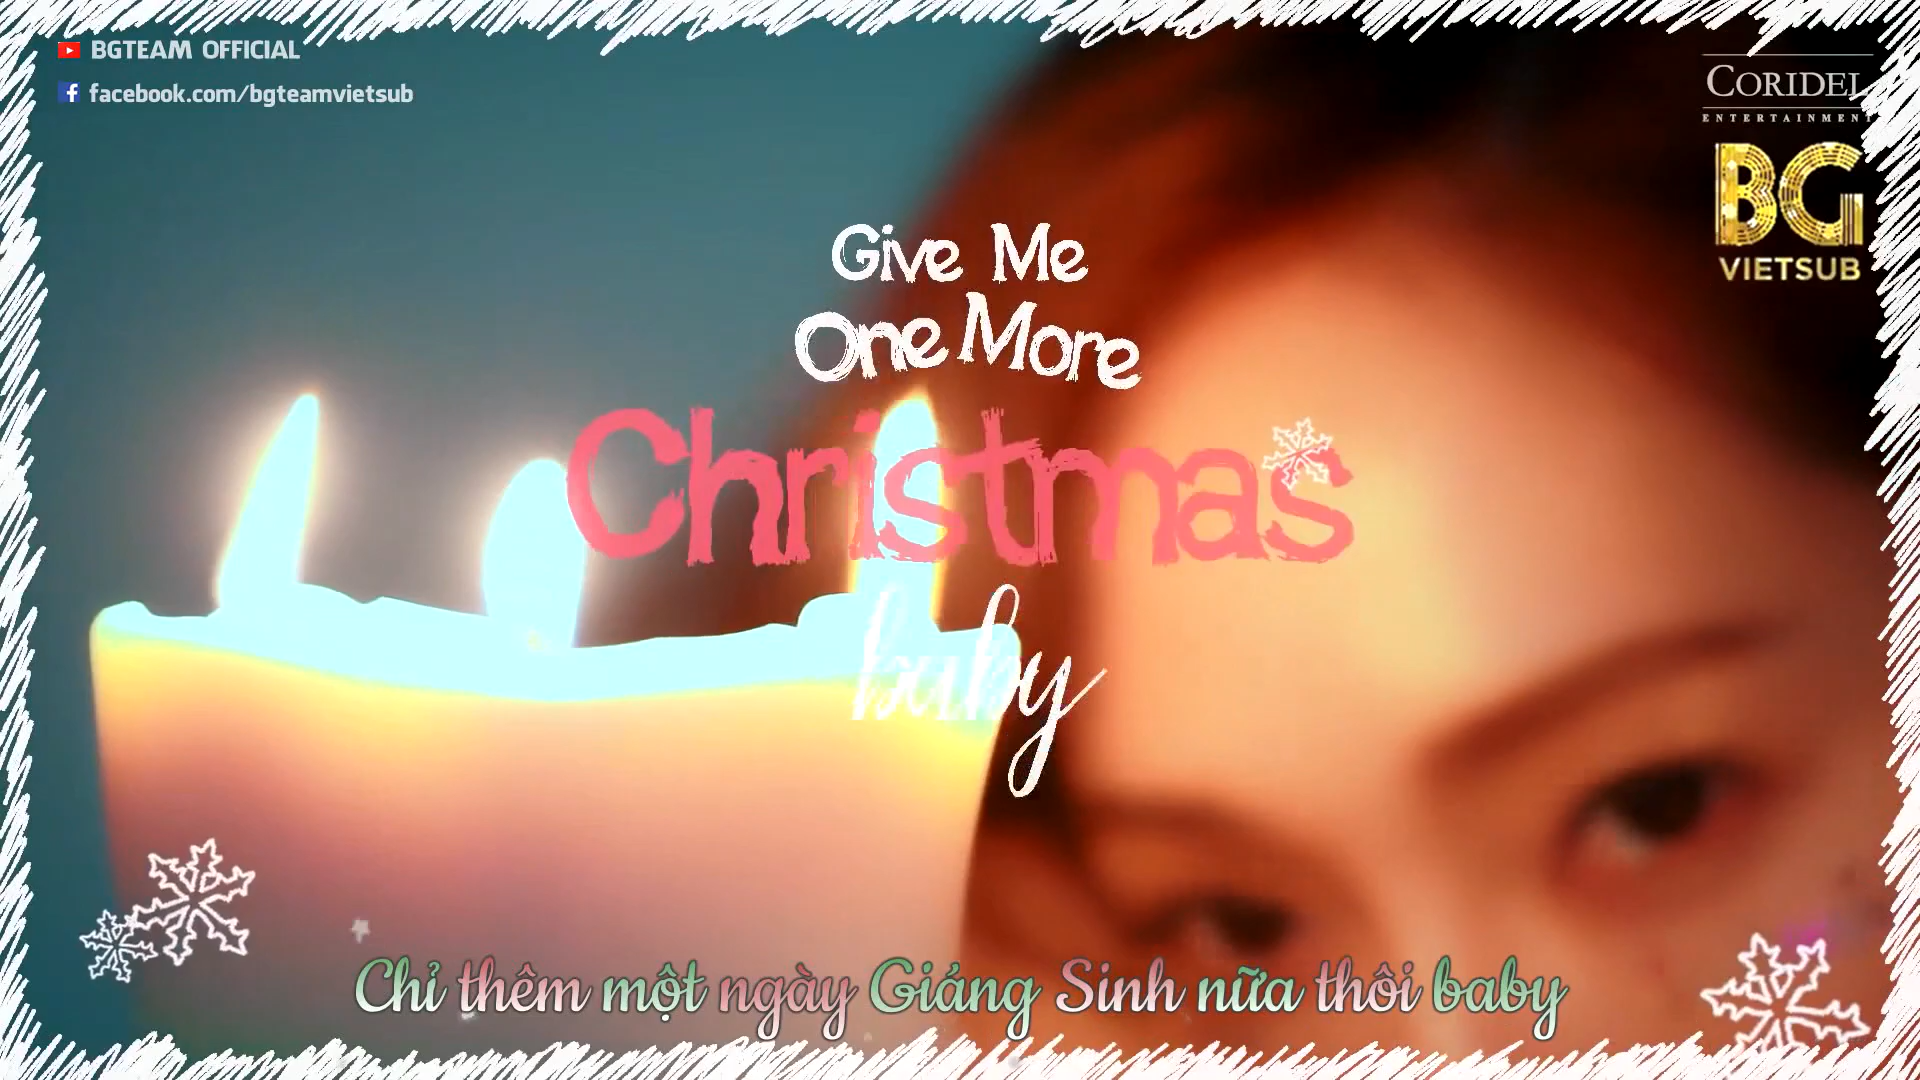 BGTEAM OFFICIAL
facebook.com/bgteamvietsub
CORIDEL
ENTERTAINMENT
BG
VIETSUB
Give Me
One More
Christmas
baby
Chỉ thêm một ngày Giáng Sinh nữa thôi baby